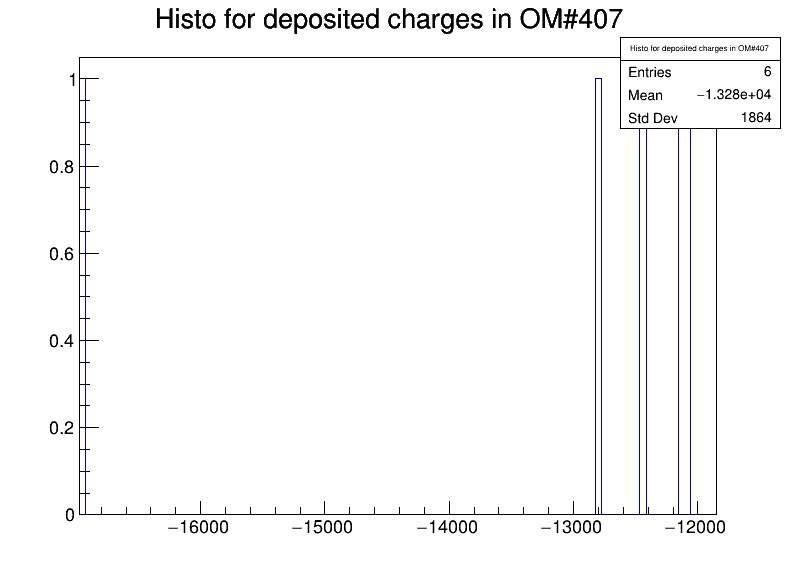 Histo for deposited charges in OM#407
Histo for deposited charges in OM#407
Entries 6
Mean −1.328e+04
Std Dev 1864
1
0.8
0.6
0.4
0.2
0
−16000 −15000 −14000 −13000 −12000